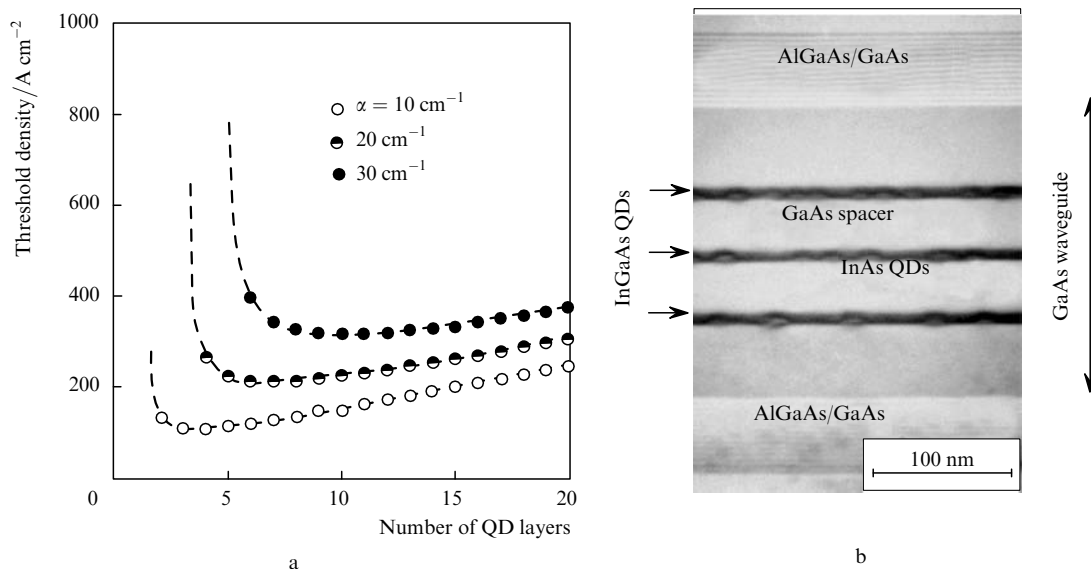 1000
800
600
400
200
0
5
10
15
20
Threshold density/A cm⁻²
Number of QD layers
α = 10 cm⁻¹
20 cm⁻¹
30 cm⁻¹
a
AlGaAs/GaAs
GaAs spacer
InAs QDs
AlGaAs/GaAs
100 nm
InGaAs QDs
GaAs waveguide
b